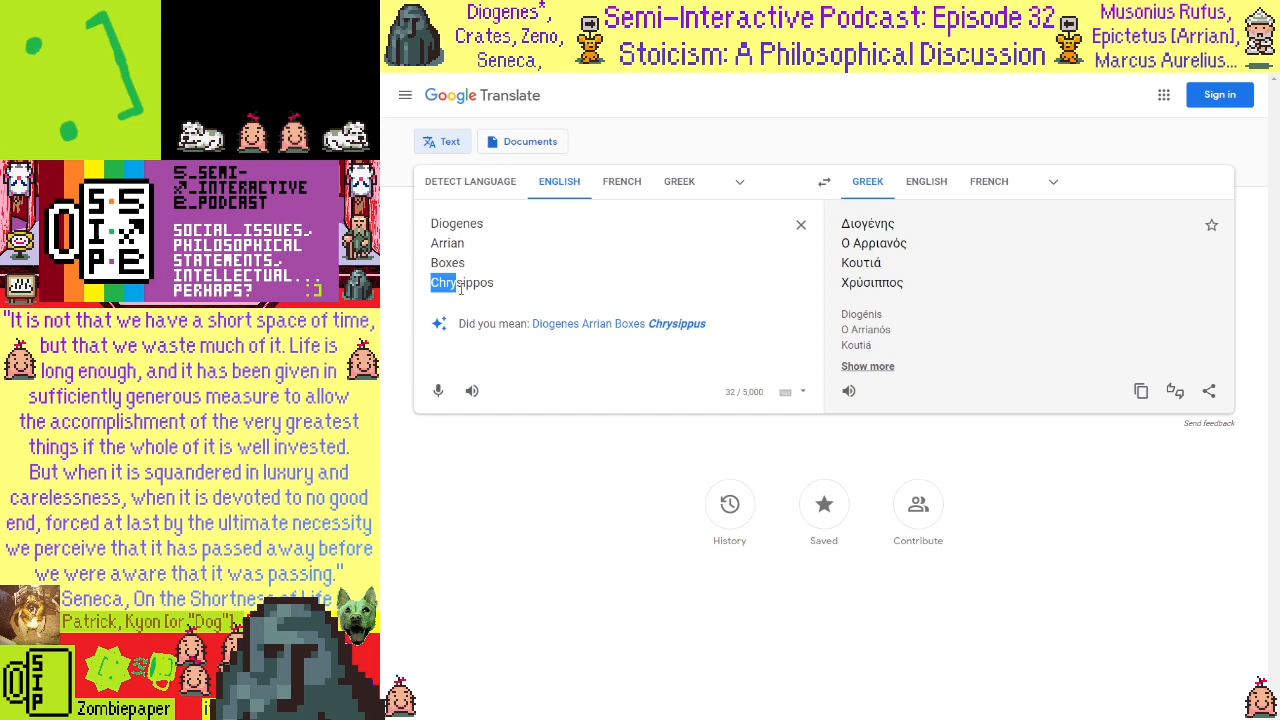 Diogenes*,
Crates, Zeno,
Seneca,
Semi-Interactive Podcast: Episode 32
Stoicism: A Philosophical Discussion
Musonius Rufus,
Epictetus [Arrian],
Marcus Aurelius...
S_SEMI-
_INTERACTIVE
_PODCAST
SOCIAL_ISSUES,
PHILOSOPHICAL
STATEMENTS,
INTELLECTUAL...
PERHAPS?
"It is not that we have a short space of time,
but that we waste much of it. Life is
long enough, and it has been given in
sufficiently generous measure to allow
the accomplishment of the very greatest
things if the whole of it is well invested.
But when it is squandered in luxury and
carelessness, when it is devoted to no good
end, forced at last by the ultimate necessity
we perceive that it has passed away before
we were aware that it was passing."
Seneca, On the Shortness of Life
Patrick, Kyon [or "Dog"],
SIP
Zombiepaper
Google Translate
Sign in
Text
Documents
DETECT LANGUAGE ENGLISH FRENCH GREEK
GREEK ENGLISH FRENCH
Diogenes
Arrian
Boxes
Chrysippos
Did you mean: Diogenes Arrian Boxes Chrysippus
32 / 5,000
Διογένης
Ο Αρριανός
Κουτιά
Χρύσιππος
Diogénis
O Arrianós
Koutiá
Show more
Send feedback
History
Saved
Contribute